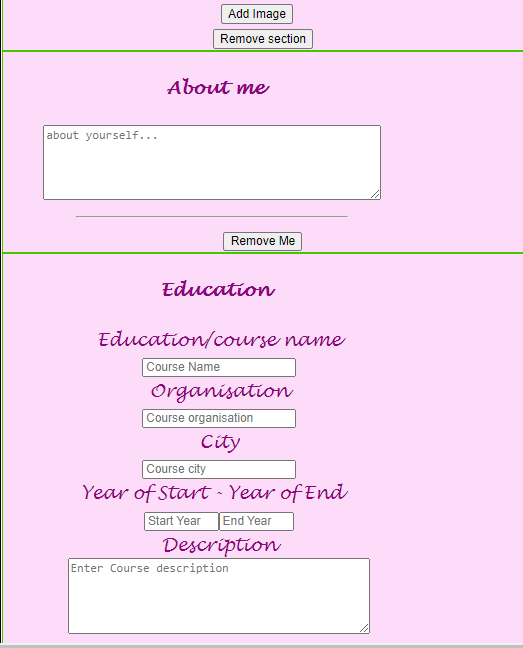 Add Image
Remove section
About me
about yourself...
Remove Me
Education
Education/course name
Course Name
Organisation
Course organisation
City
Course city
Year of Start - Year of End
Start Year End Year
Description
Enter Course description